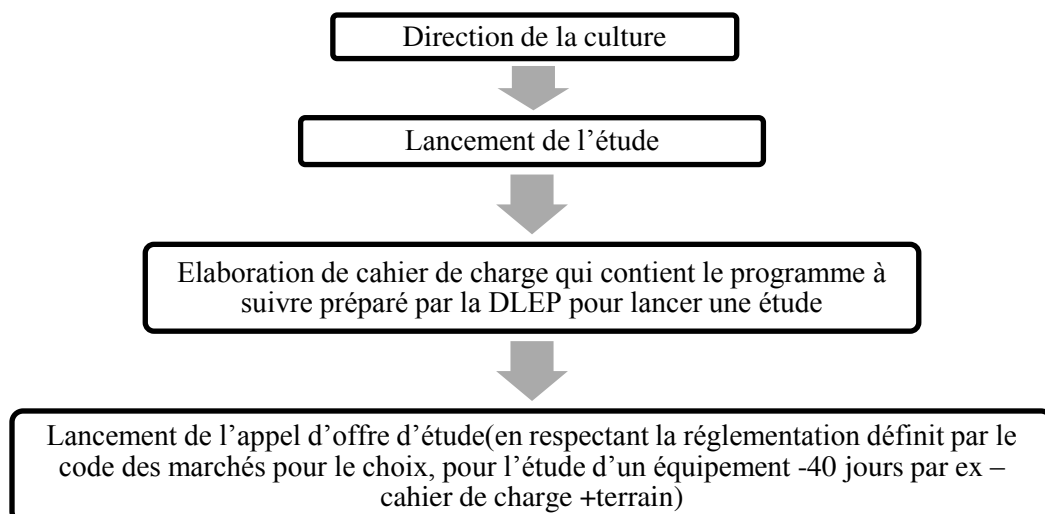 Direction de la culture
Lancement de l’étude
Elaboration de cahier de charge qui contient le programme à
suivre préparé par la DLEP pour lancer une étude
Lancement de l’appel d’offre d’étude(en respectant la réglementation définit par le
code des marchés pour le choix, pour l’étude d’un équipement -40 jours par ex –
cahier de charge +terrain)